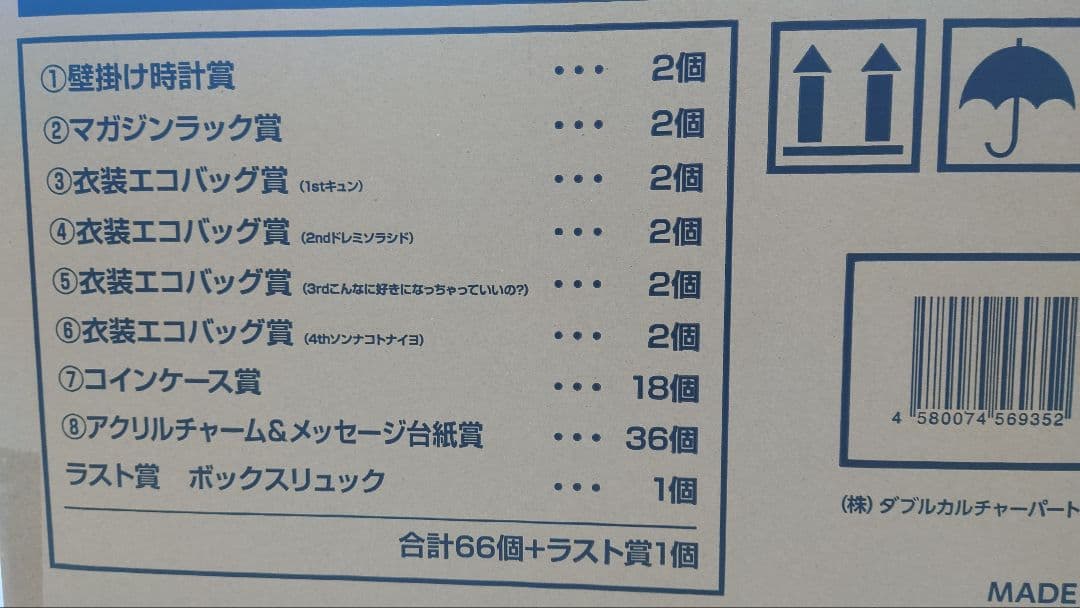 ①壁掛け時計賞 ・・・ 2個
②マガジンラック賞 ・・・ 2個
③衣装エコバッグ賞 (1stキュン) ・・・ 2個
④衣装エコバッグ賞 (2ndドレミソラシド) ・・・ 2個
⑤衣装エコバッグ賞 (3rdこんなに好きになっちゃっていいの?) ・・・ 2個
⑥衣装エコバッグ賞 (4thソンナコトナイヨ) ・・・ 2個
⑦コインケース賞 ・・・ 18個
⑧アクリルチャーム&メッセージ台紙賞 ・・・ 36個
ラスト賞 ボックスリュック ・・・ 1個
合計66個+ラスト賞1個
4 580074 569352
(株)ダブルカルチャーパート
MADE